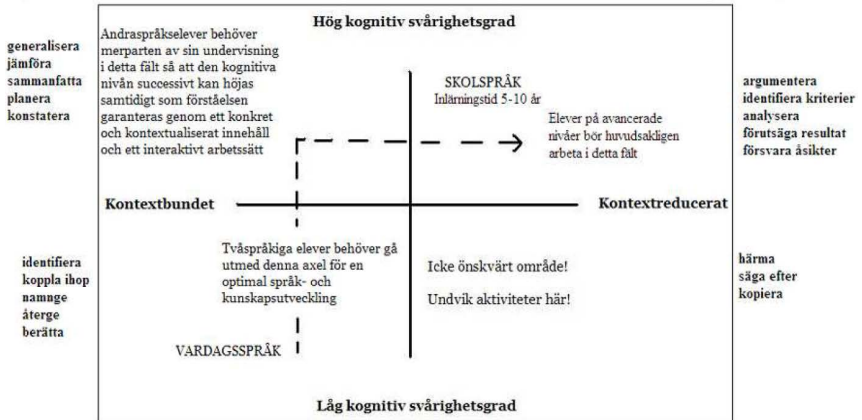 Hög kognitiv svårighetsgrad
generalisera
jämföra
sammanfatta
planera
konstatera
Andraspråkselever behöver
merparten av sin undervisning
i detta fält så att den kognitiva
nivån successivt kan höjas
samtidigt som förståelsen
garanteras genom ett konkret
och kontextualiserat innehåll
och ett interaktivt arbetssätt
SKOLSPRÅK
Inlärningstid 5-10 år
Elever på avancerade
nivåer bör huvudsakligen
arbeta i detta fält
argumentera
identifiera kriterier
analysera
förutsäga resultat
försvara åsikter
Kontextbundet
Kontextreducerat
identifiera
koppla ihop
namnge
återge
berätta
Tvåspråkiga elever behöver gå
utmed denna axel för en
optimal språk- och
kunskapsutveckling
VARDAGSSPRÅK
Icke önskvärt område!
Undvik aktiviteter här!
härma
säga efter
kopiera
Låg kognitiv svårighetsgrad